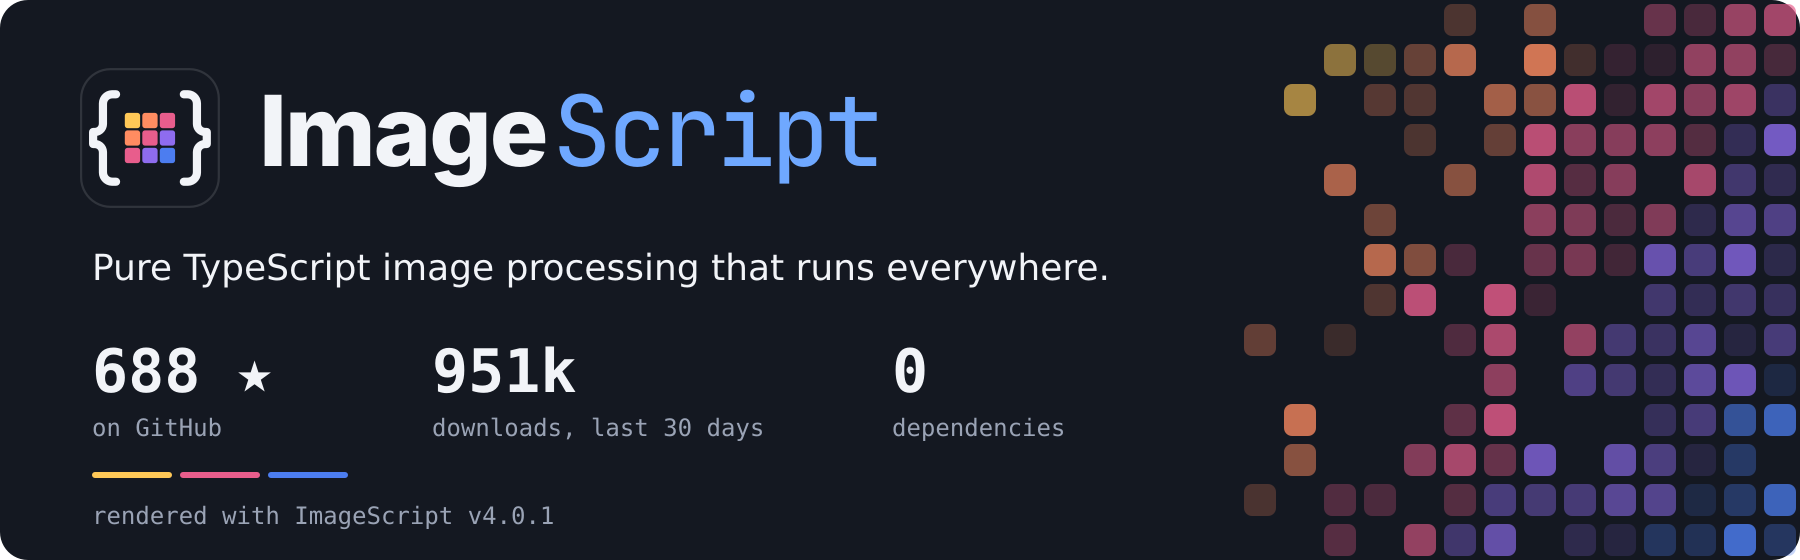 ImageScript
Pure TypeScript image processing that runs everywhere.
688 ★
on GitHub
951k
downloads, last 30 days
0
dependencies
rendered with ImageScript v4.0.1